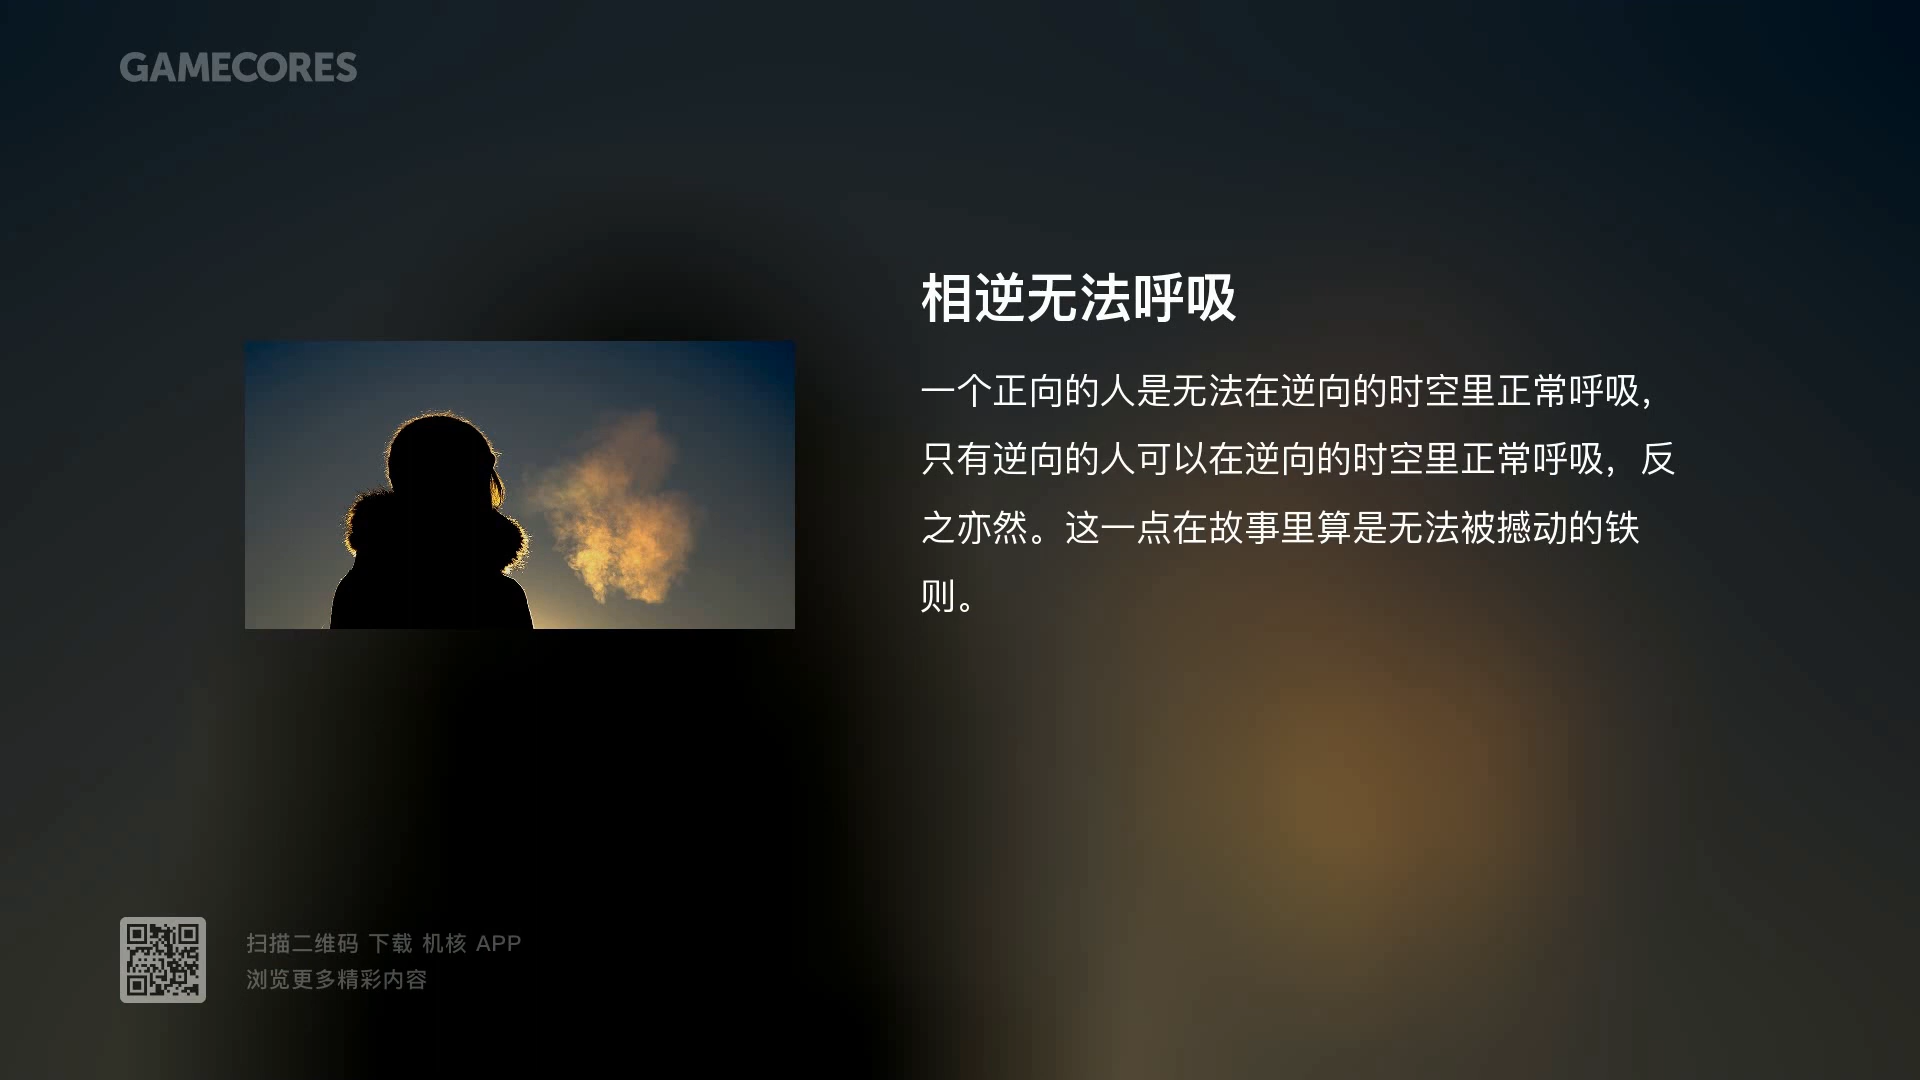 GAMECORES
相逆无法呼吸
一个正向的人是无法在逆向的时空里正常呼吸，
只有逆向的人可以在逆向的时空里正常呼吸，反
之亦然。这一点在故事里算是无法被撼动的铁
则。
扫描二维码 下载 机核 APP
浏览更多精彩内容